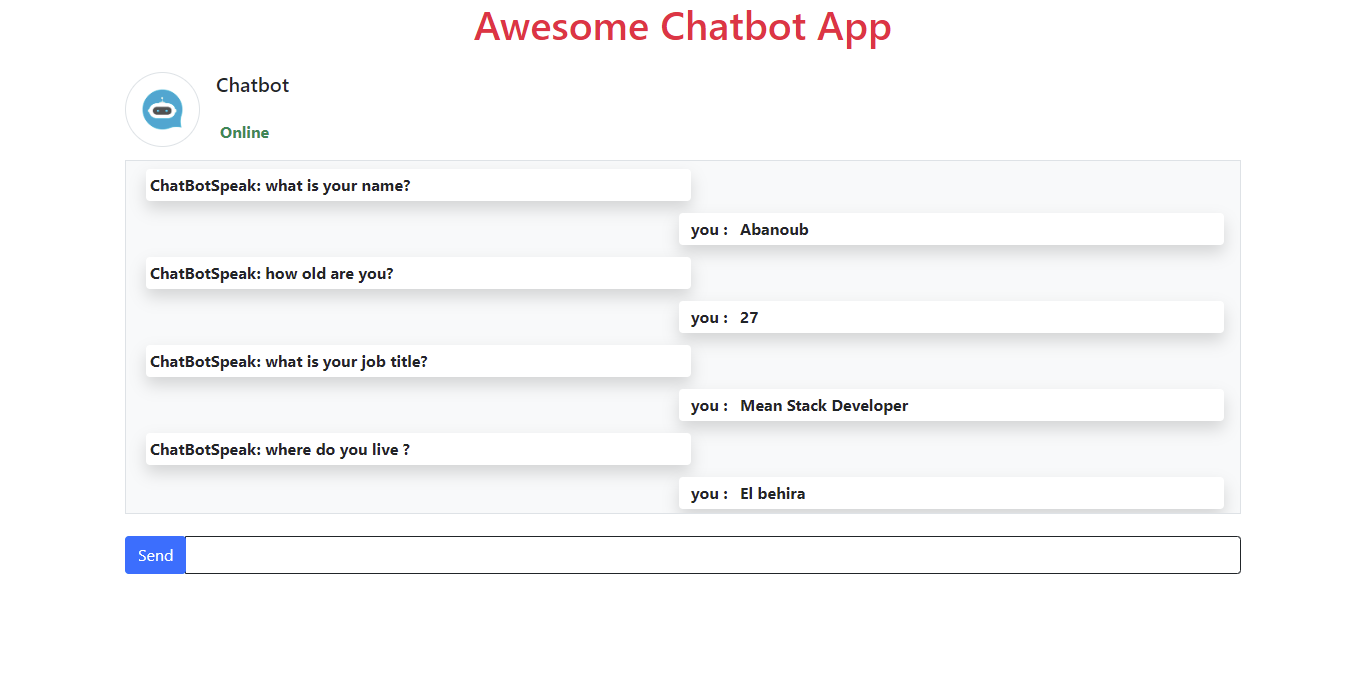 Awesome Chatbot App
Chatbot
Online
ChatBotSpeak: what is your name?
you : Abanoub
ChatBotSpeak: how old are you?
you : 27
ChatBotSpeak: what is your job title?
you : Mean Stack Developer
ChatBotSpeak: where do you live ?
you : El behira
Send